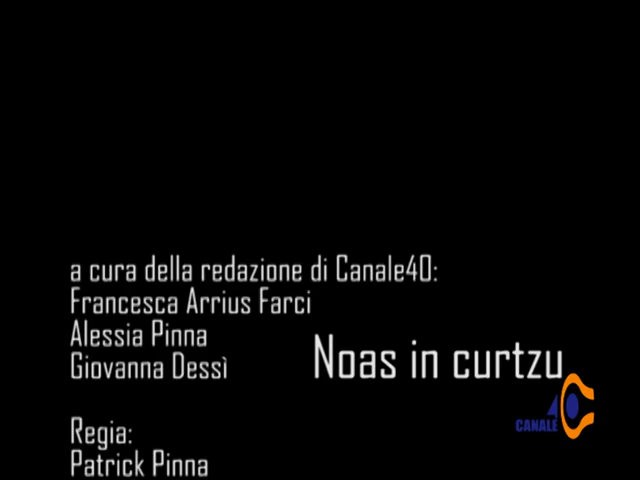 a cura della redazione di Canale40:
Francesca Arrius Farci
Alessia Pinna
Giovanna Dessì
Noas in curtzu
Regia:
Patrick Pinna
40
CANALE